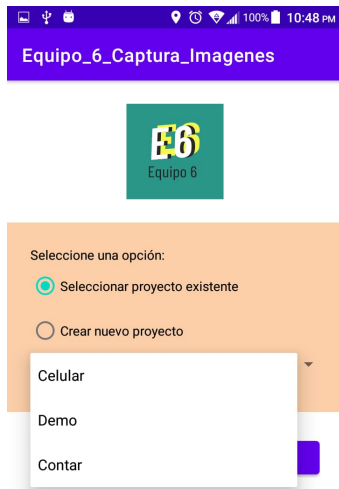 100% 10:48 PM
Equipo_6_Captura_Imagenes
E6
Equipo 6
Seleccione una opción:
Seleccionar proyecto existente
Crear nuevo proyecto
Celular
Demo
Contar